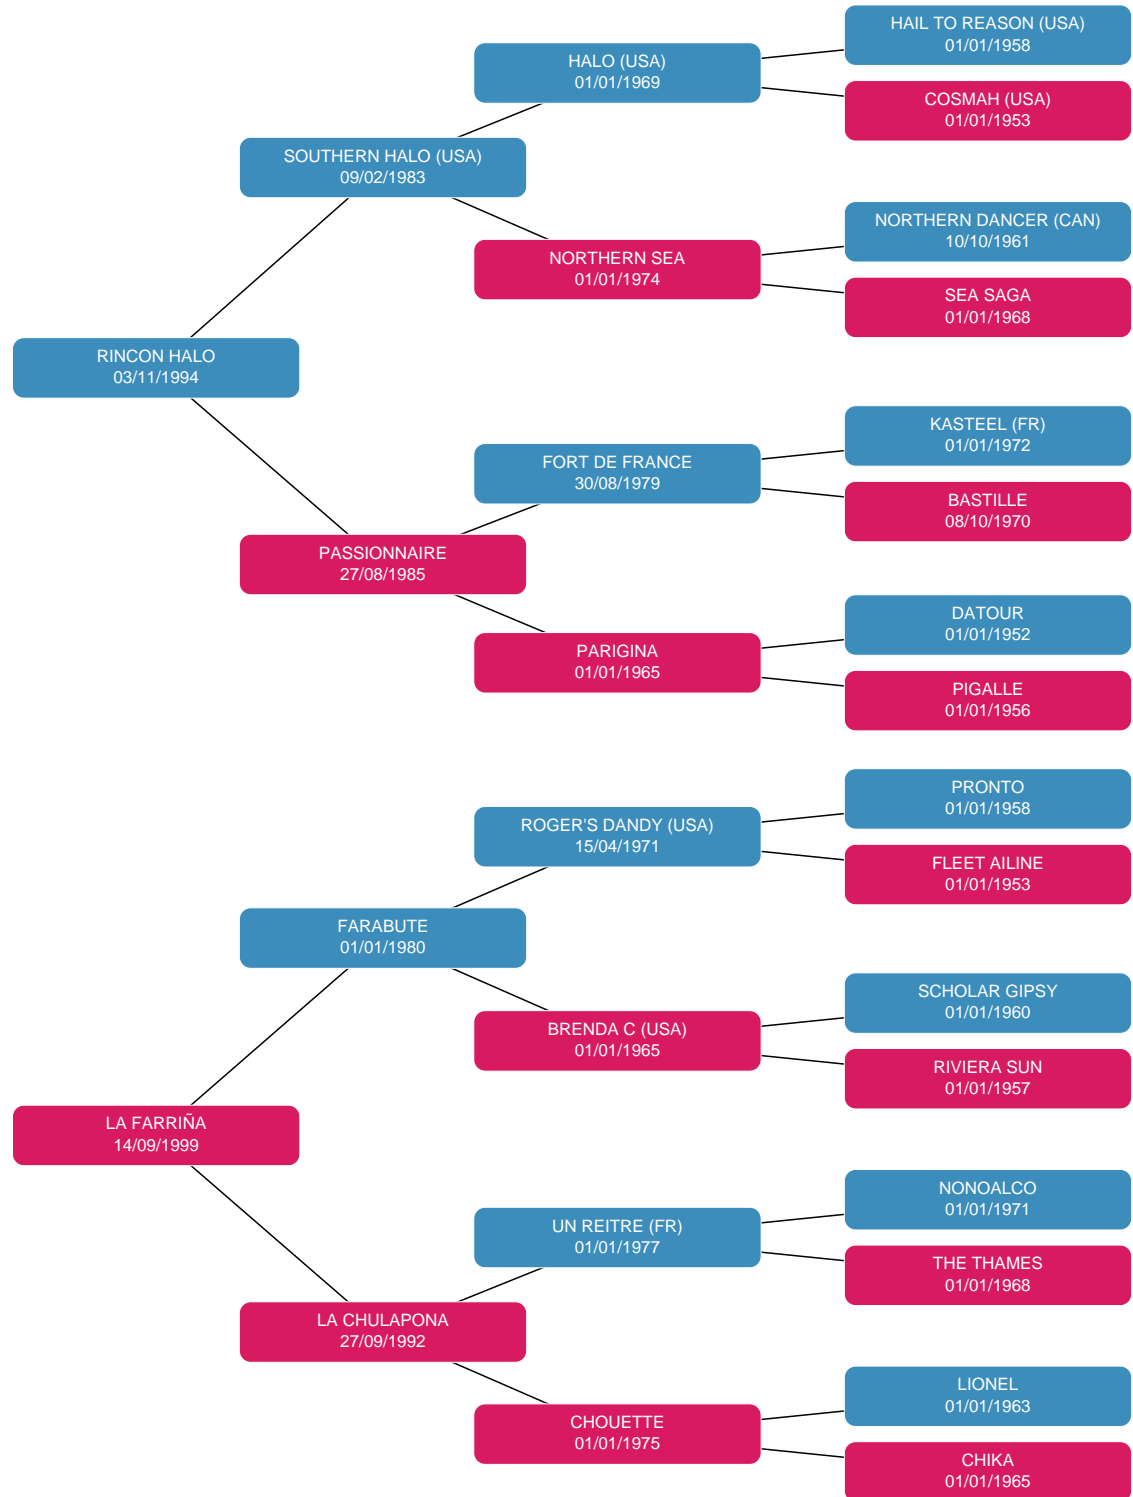 HAIL TO REASON (USA)
01/01/1958
HALO (USA)
01/01/1969
COSMAH (USA)
01/01/1953
SOUTHERN HALO (USA)
09/02/1983
NORTHERN DANCER (CAN)
10/10/1961
NORTHERN SEA
01/01/1974
SEA SAGA
01/01/1968
RINCON HALO
03/11/1994
KASTEEL (FR)
01/01/1972
FORT DE FRANCE
30/08/1979
BASTILLE
08/10/1970
PASSIONNAIRE
27/08/1985
DATOUR
01/01/1952
PARIGINA
01/01/1965
PIGALLE
01/01/1956
PRONTO
01/01/1958
ROGER'S DANDY (USA)
15/04/1971
FLEET AILINE
01/01/1953
FARABUTE
01/01/1980
SCHOLAR GIPSY
01/01/1960
BRENDA C (USA)
01/01/1965
RIVIERA SUN
01/01/1957
LA FARRIÑA
14/09/1999
NONOALCO
01/01/1971
UN REITRE (FR)
01/01/1977
THE THAMES
01/01/1968
LA CHULAPONA
27/09/1992
LIONEL
01/01/1963
CHOUETTE
01/01/1975
CHIKA
01/01/1965